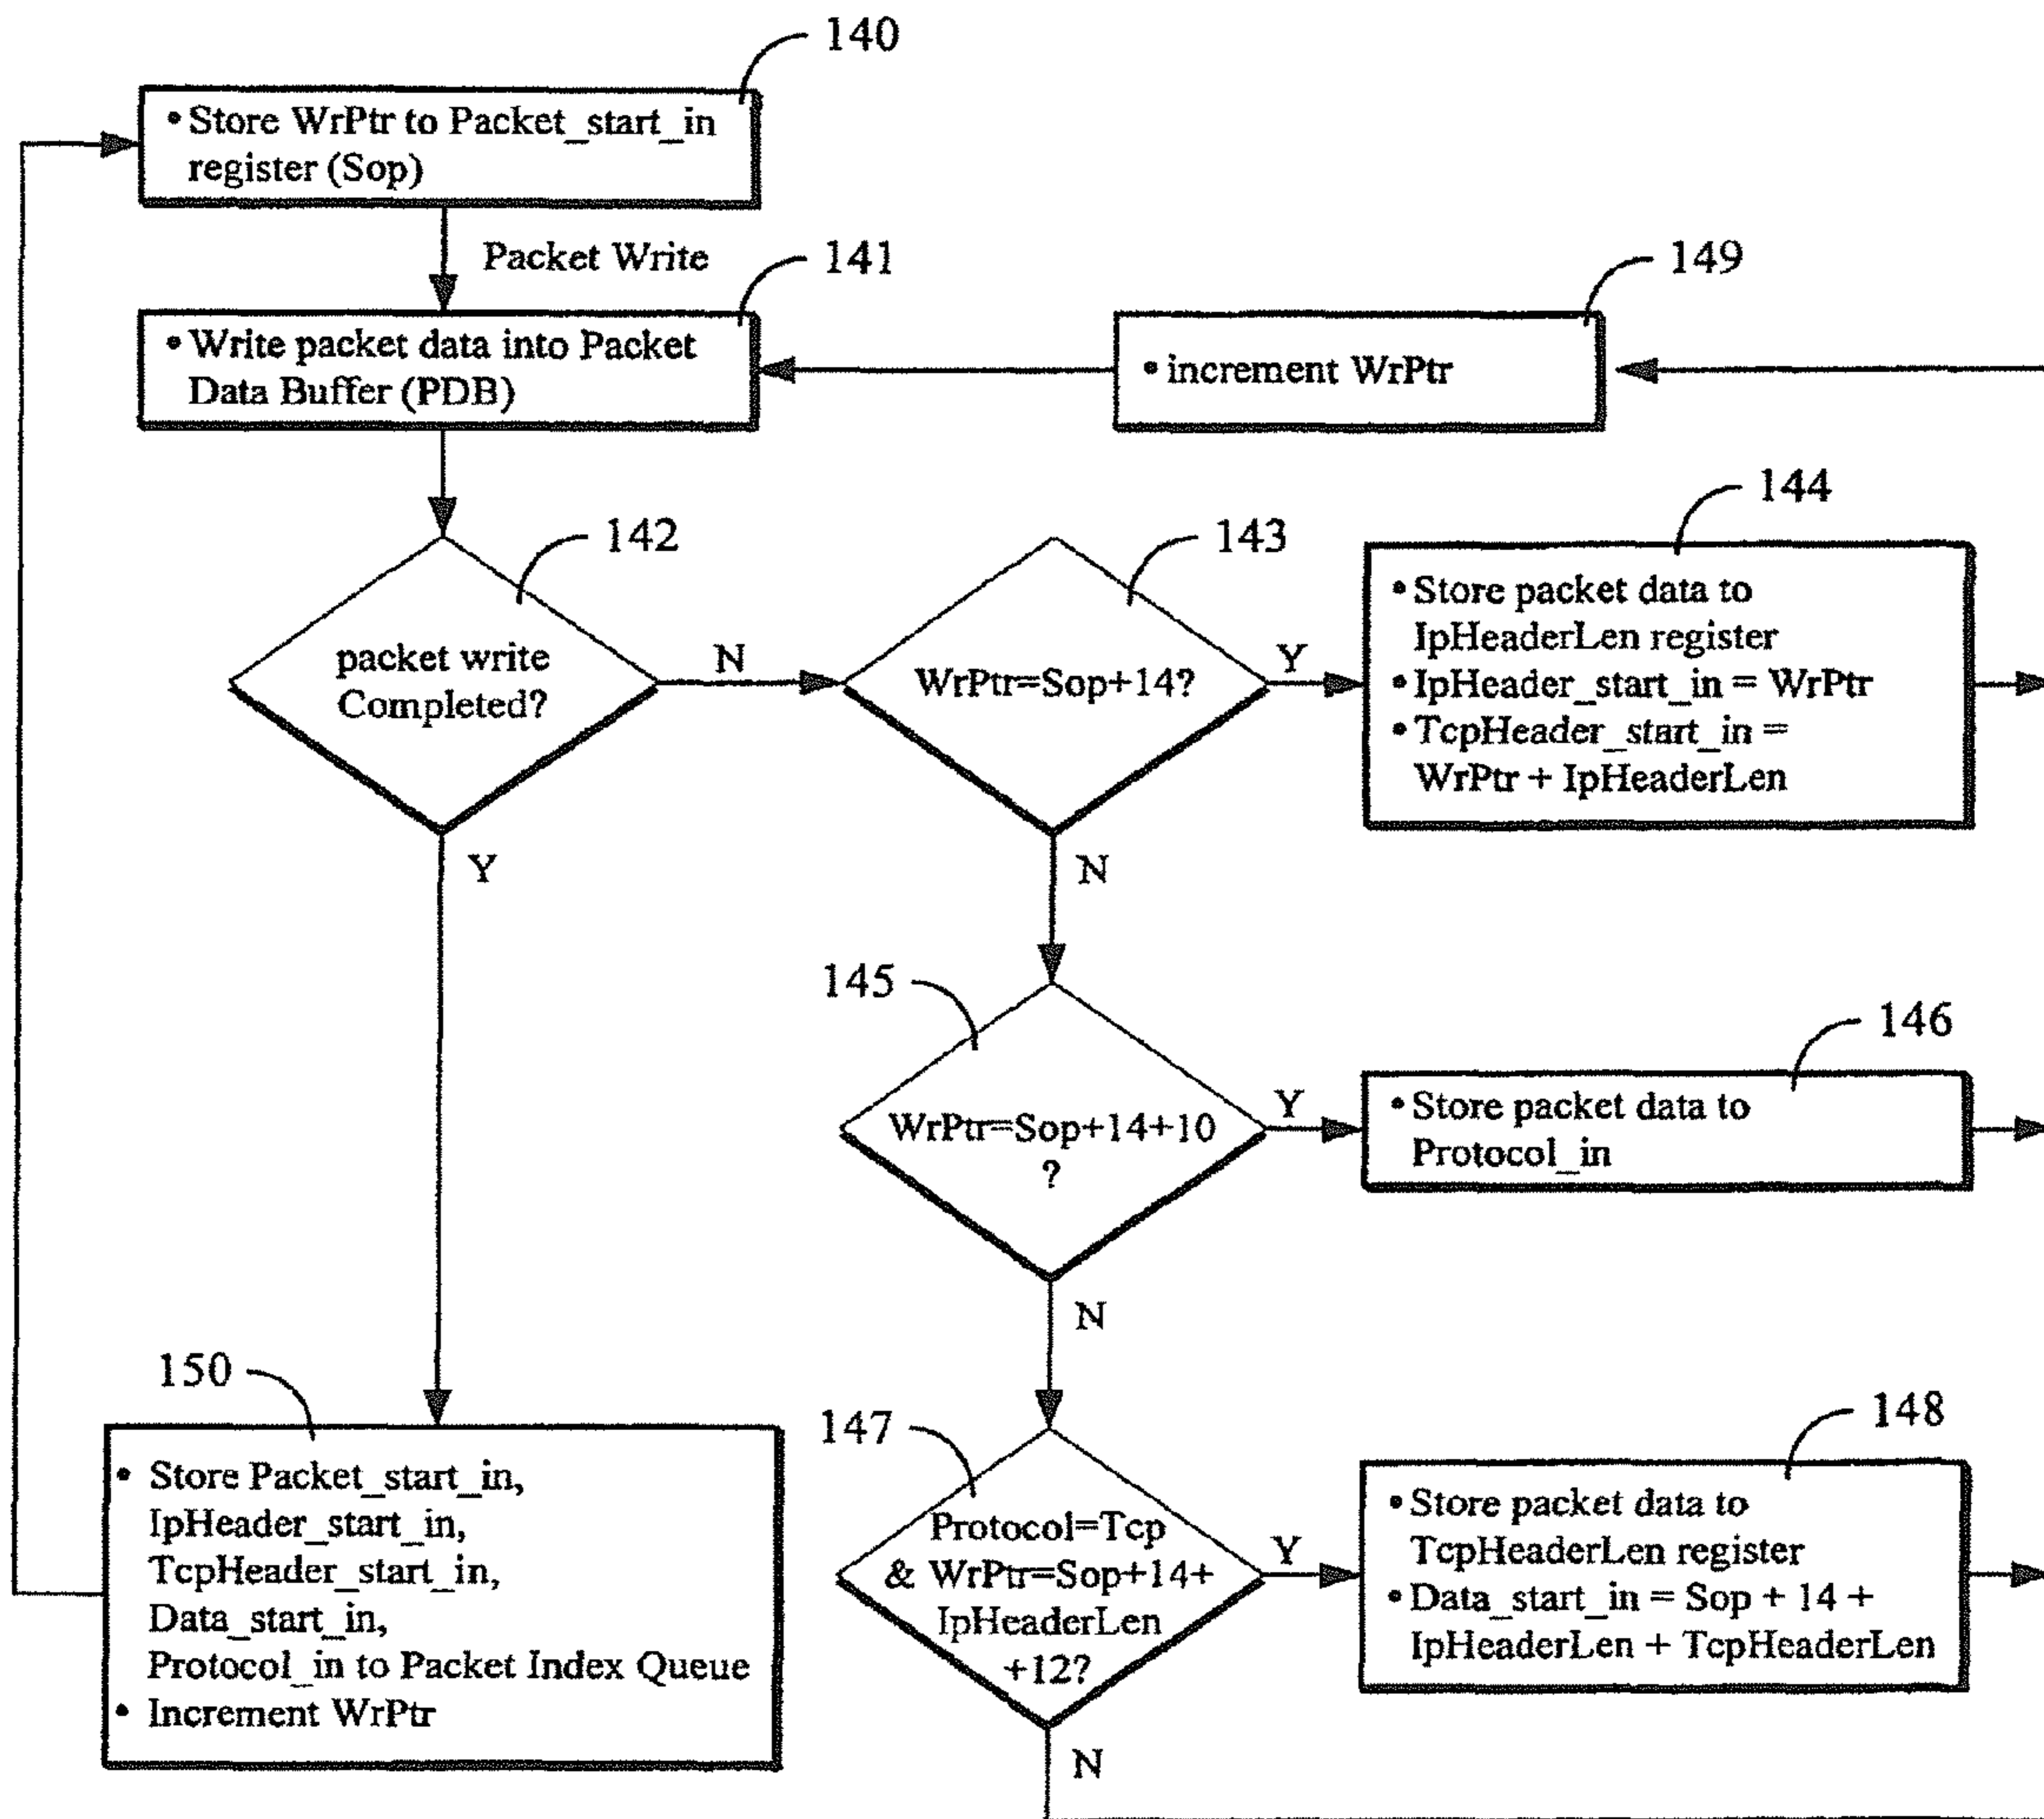 140
• Store WrPtr to Packet_start_in
register (Sop)
Packet Write
141
149
• Write packet data into Packet
Data Buffer (PDB)
• increment WrPtr
142
143
144
packet write
Completed?
N
WrPtr=Sop+14?
Y
• Store packet data to
IpHeaderLen register
• IpHeader_start_in = WrPtr
• TcpHeader_start_in =
WrPtr + IpHeaderLen
Y
N
145
146
WrPtr=Sop+14+10
?
Y
• Store packet data to
Protocol_in
N
150
147
148
• Store Packet_start_in,
IpHeader_start_in,
TcpHeader_start_in,
Data_start_in,
Protocol_in to Packet Index Queue
• Increment WrPtr
Protocol=Tcp
& WrPtr=Sop+14+
IpHeaderLen
+12?
Y
• Store packet data to
TcpHeaderLen register
• Data_start_in = Sop + 14 +
IpHeaderLen + TcpHeaderLen
N